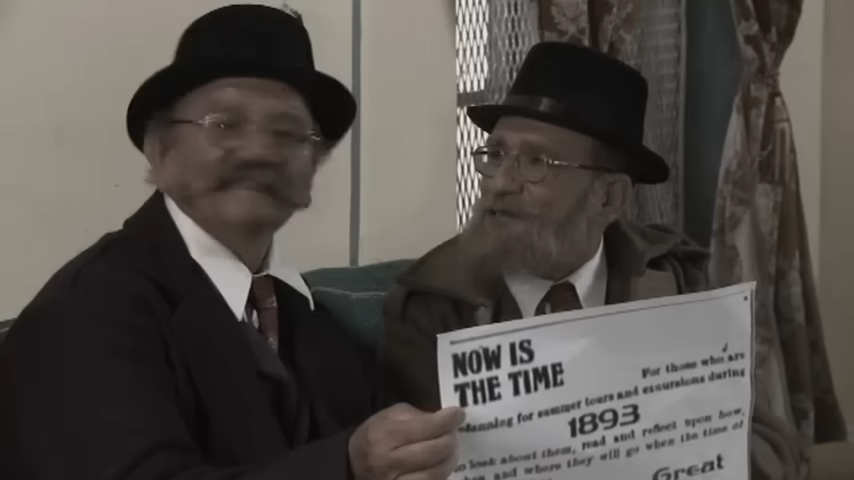 NOW IS
THE TIME
For those who are
planning for summer tours and excursions during
1893
to look about them, read and reflect upon how,
when and where they will go when the time of
Great